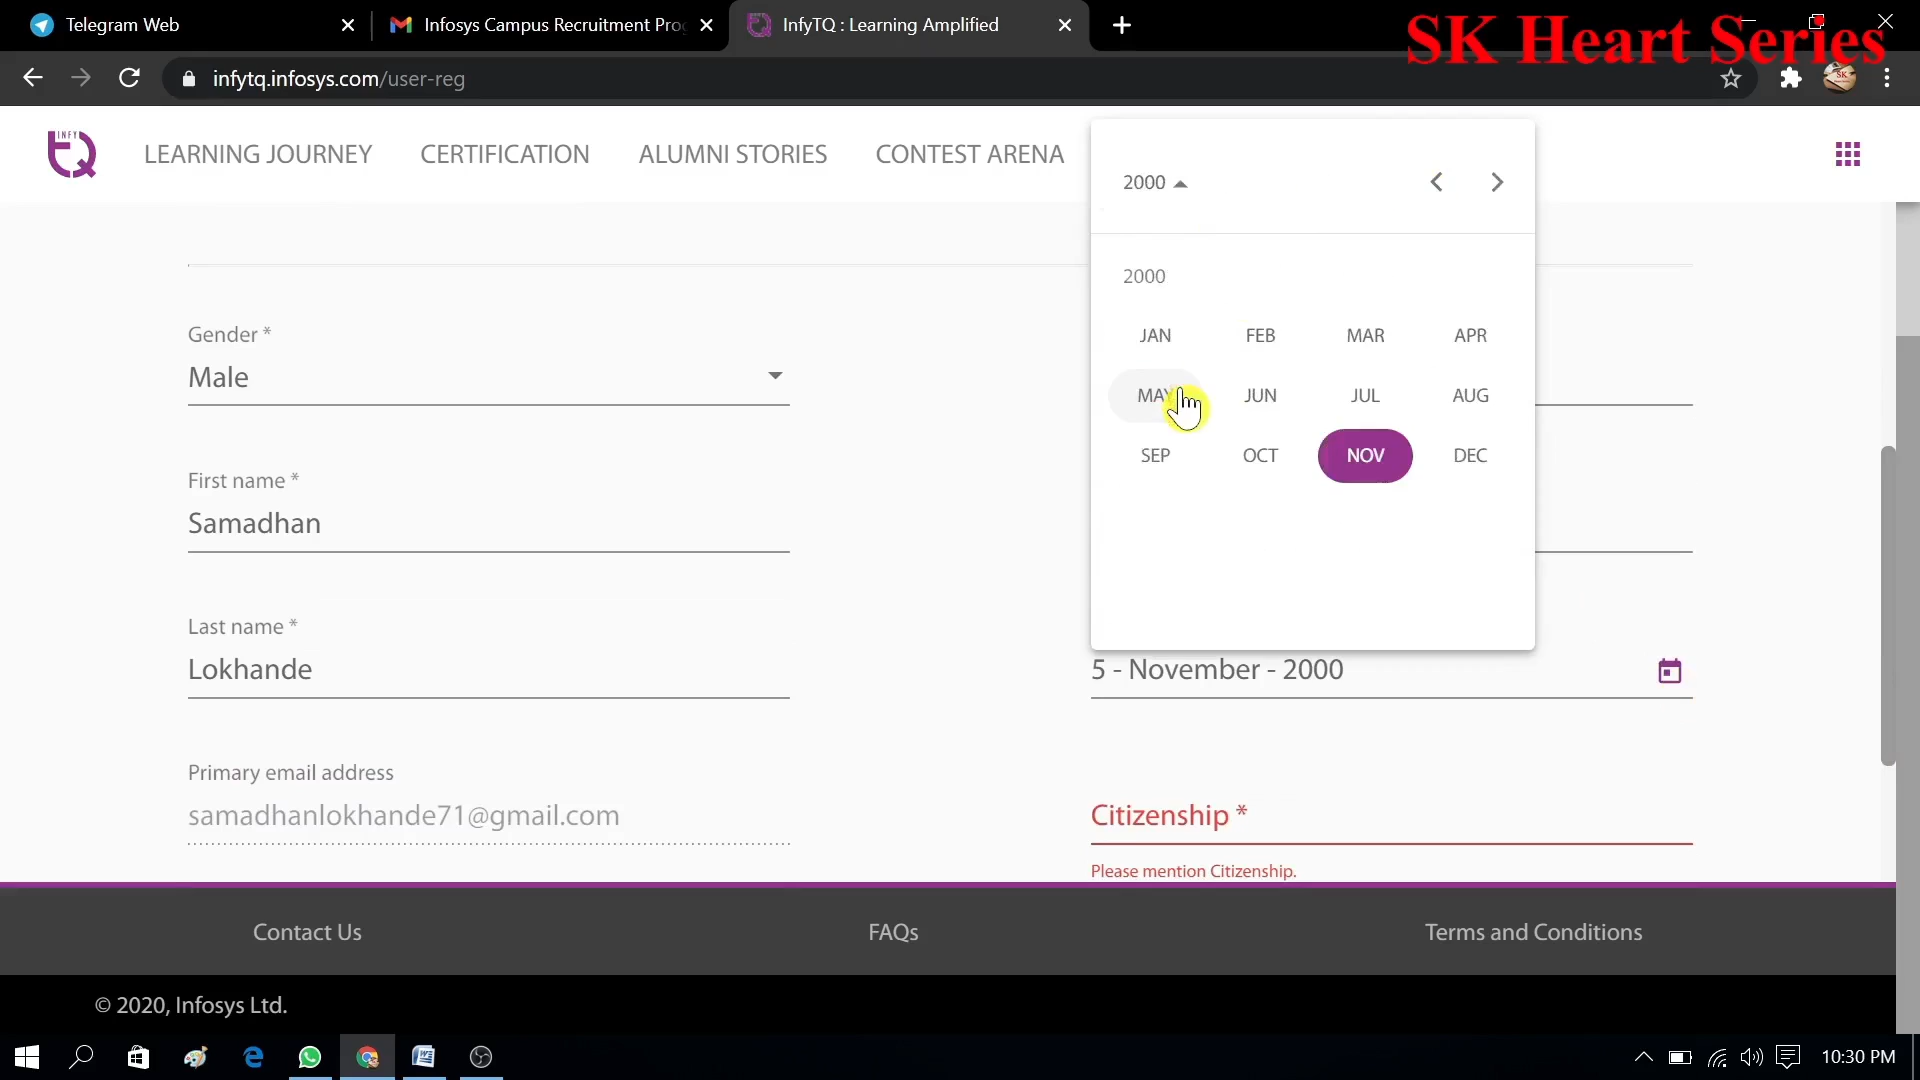 Telegram Web
Infosys Campus Recruitment Pro
InfyTQ : Learning Amplified
SK Heart Series
infytq.infosys.com/user-reg
INFY
TQ
LEARNING JOURNEY
CERTIFICATION
ALUMNI STORIES
CONTEST ARENA
2000
2000
JAN FEB MAR APR
MAY JUN JUL AUG
SEP OCT NOV DEC
Gender *
Male
First name *
Samadhan
Last name *
Lokhande
5 - November - 2000
Primary email address
samadhanlokhande71@gmail.com
Citizenship *
Please mention Citizenship.
Contact Us
FAQs
Terms and Conditions
© 2020, Infosys Ltd.
10:30 PM